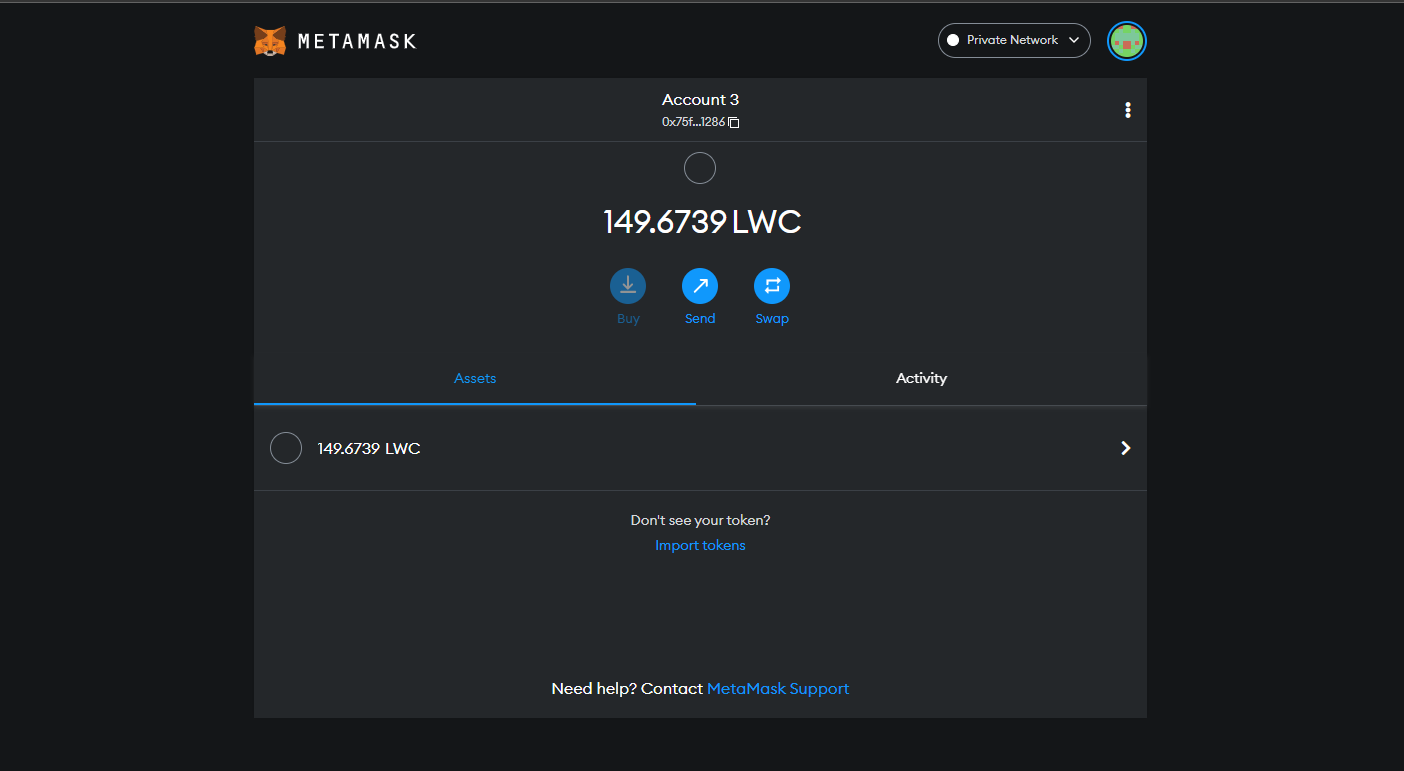 METAMASK
Private Network
Account 3
0x75f...1286
149.6739 LWC
Buy
Send
Swap
Assets
Activity
149.6739 LWC
Don't see your token?
Import tokens
Need help? Contact MetaMask Support